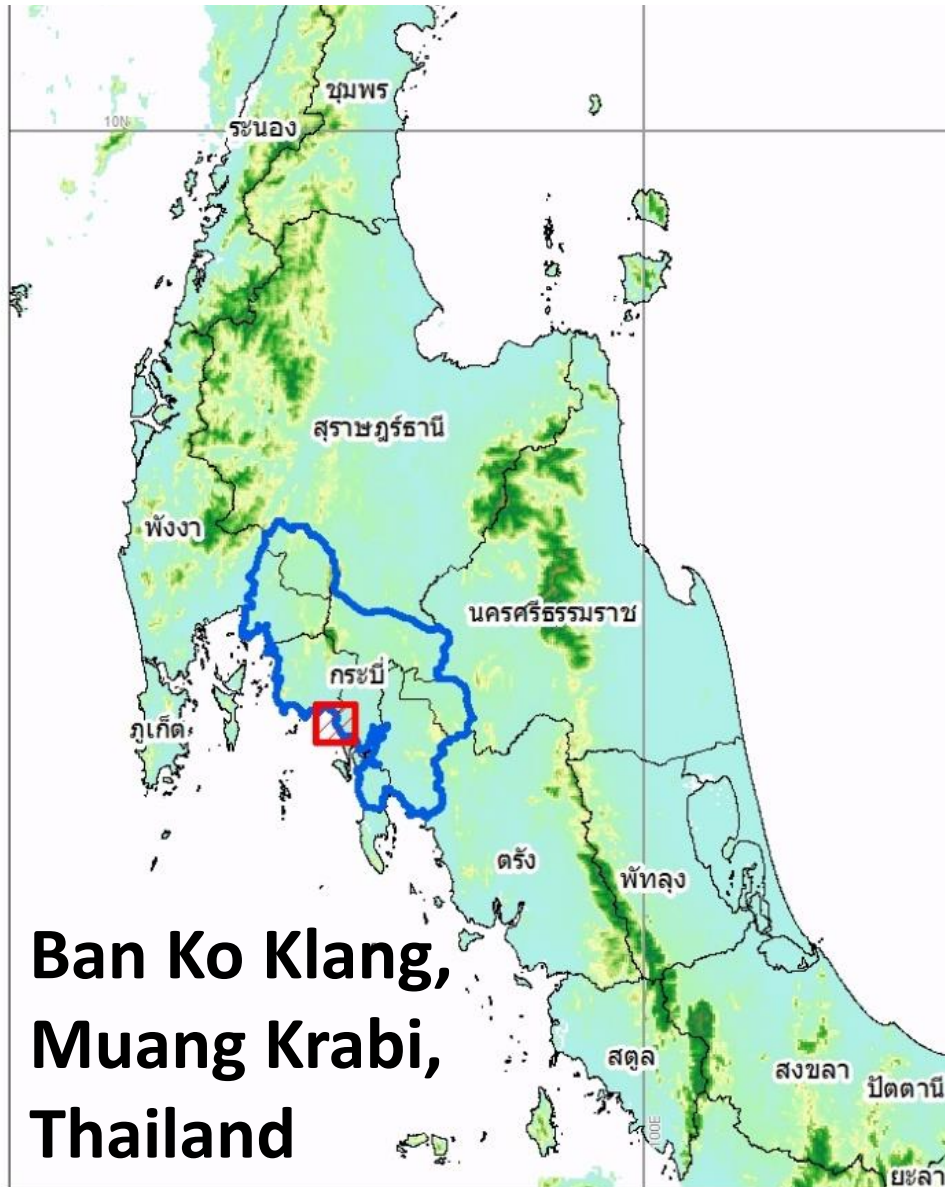 ชุมพร
10N
ระนอง
สุราษฎร์ธานี
พังงา
นครศรีธรรมราช
กระบี่
ภูเก็ต
ตรัง
พัทลุง
Ban Ko Klang,
Muang Krabi,
Thailand
สตูล
สงขลา
ปัตตานี
100E
ยะลา